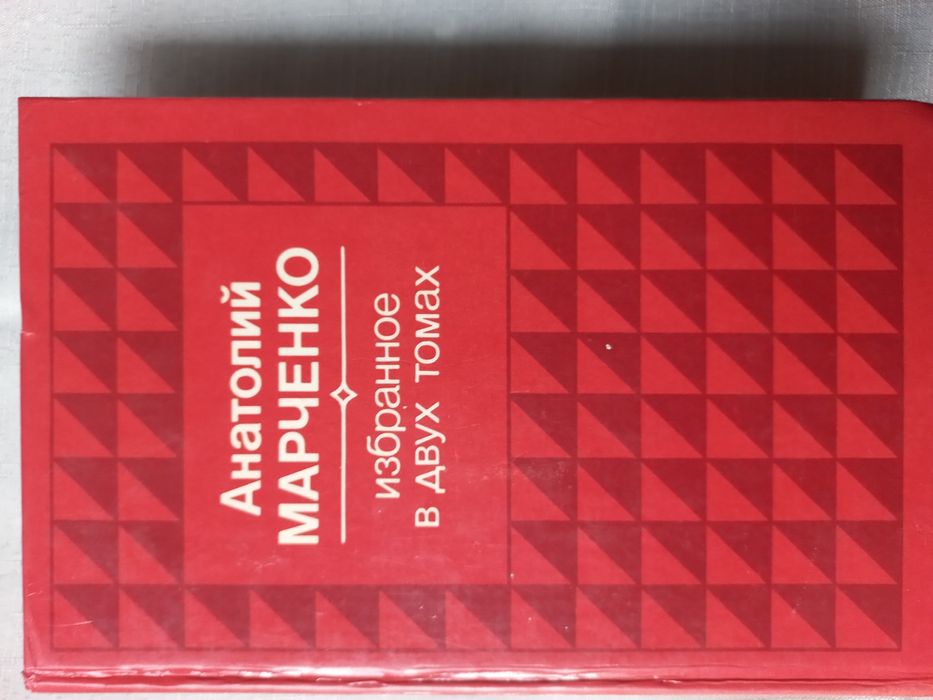 Анатолий
МАРЧЕНКО
избранное
в двух томах